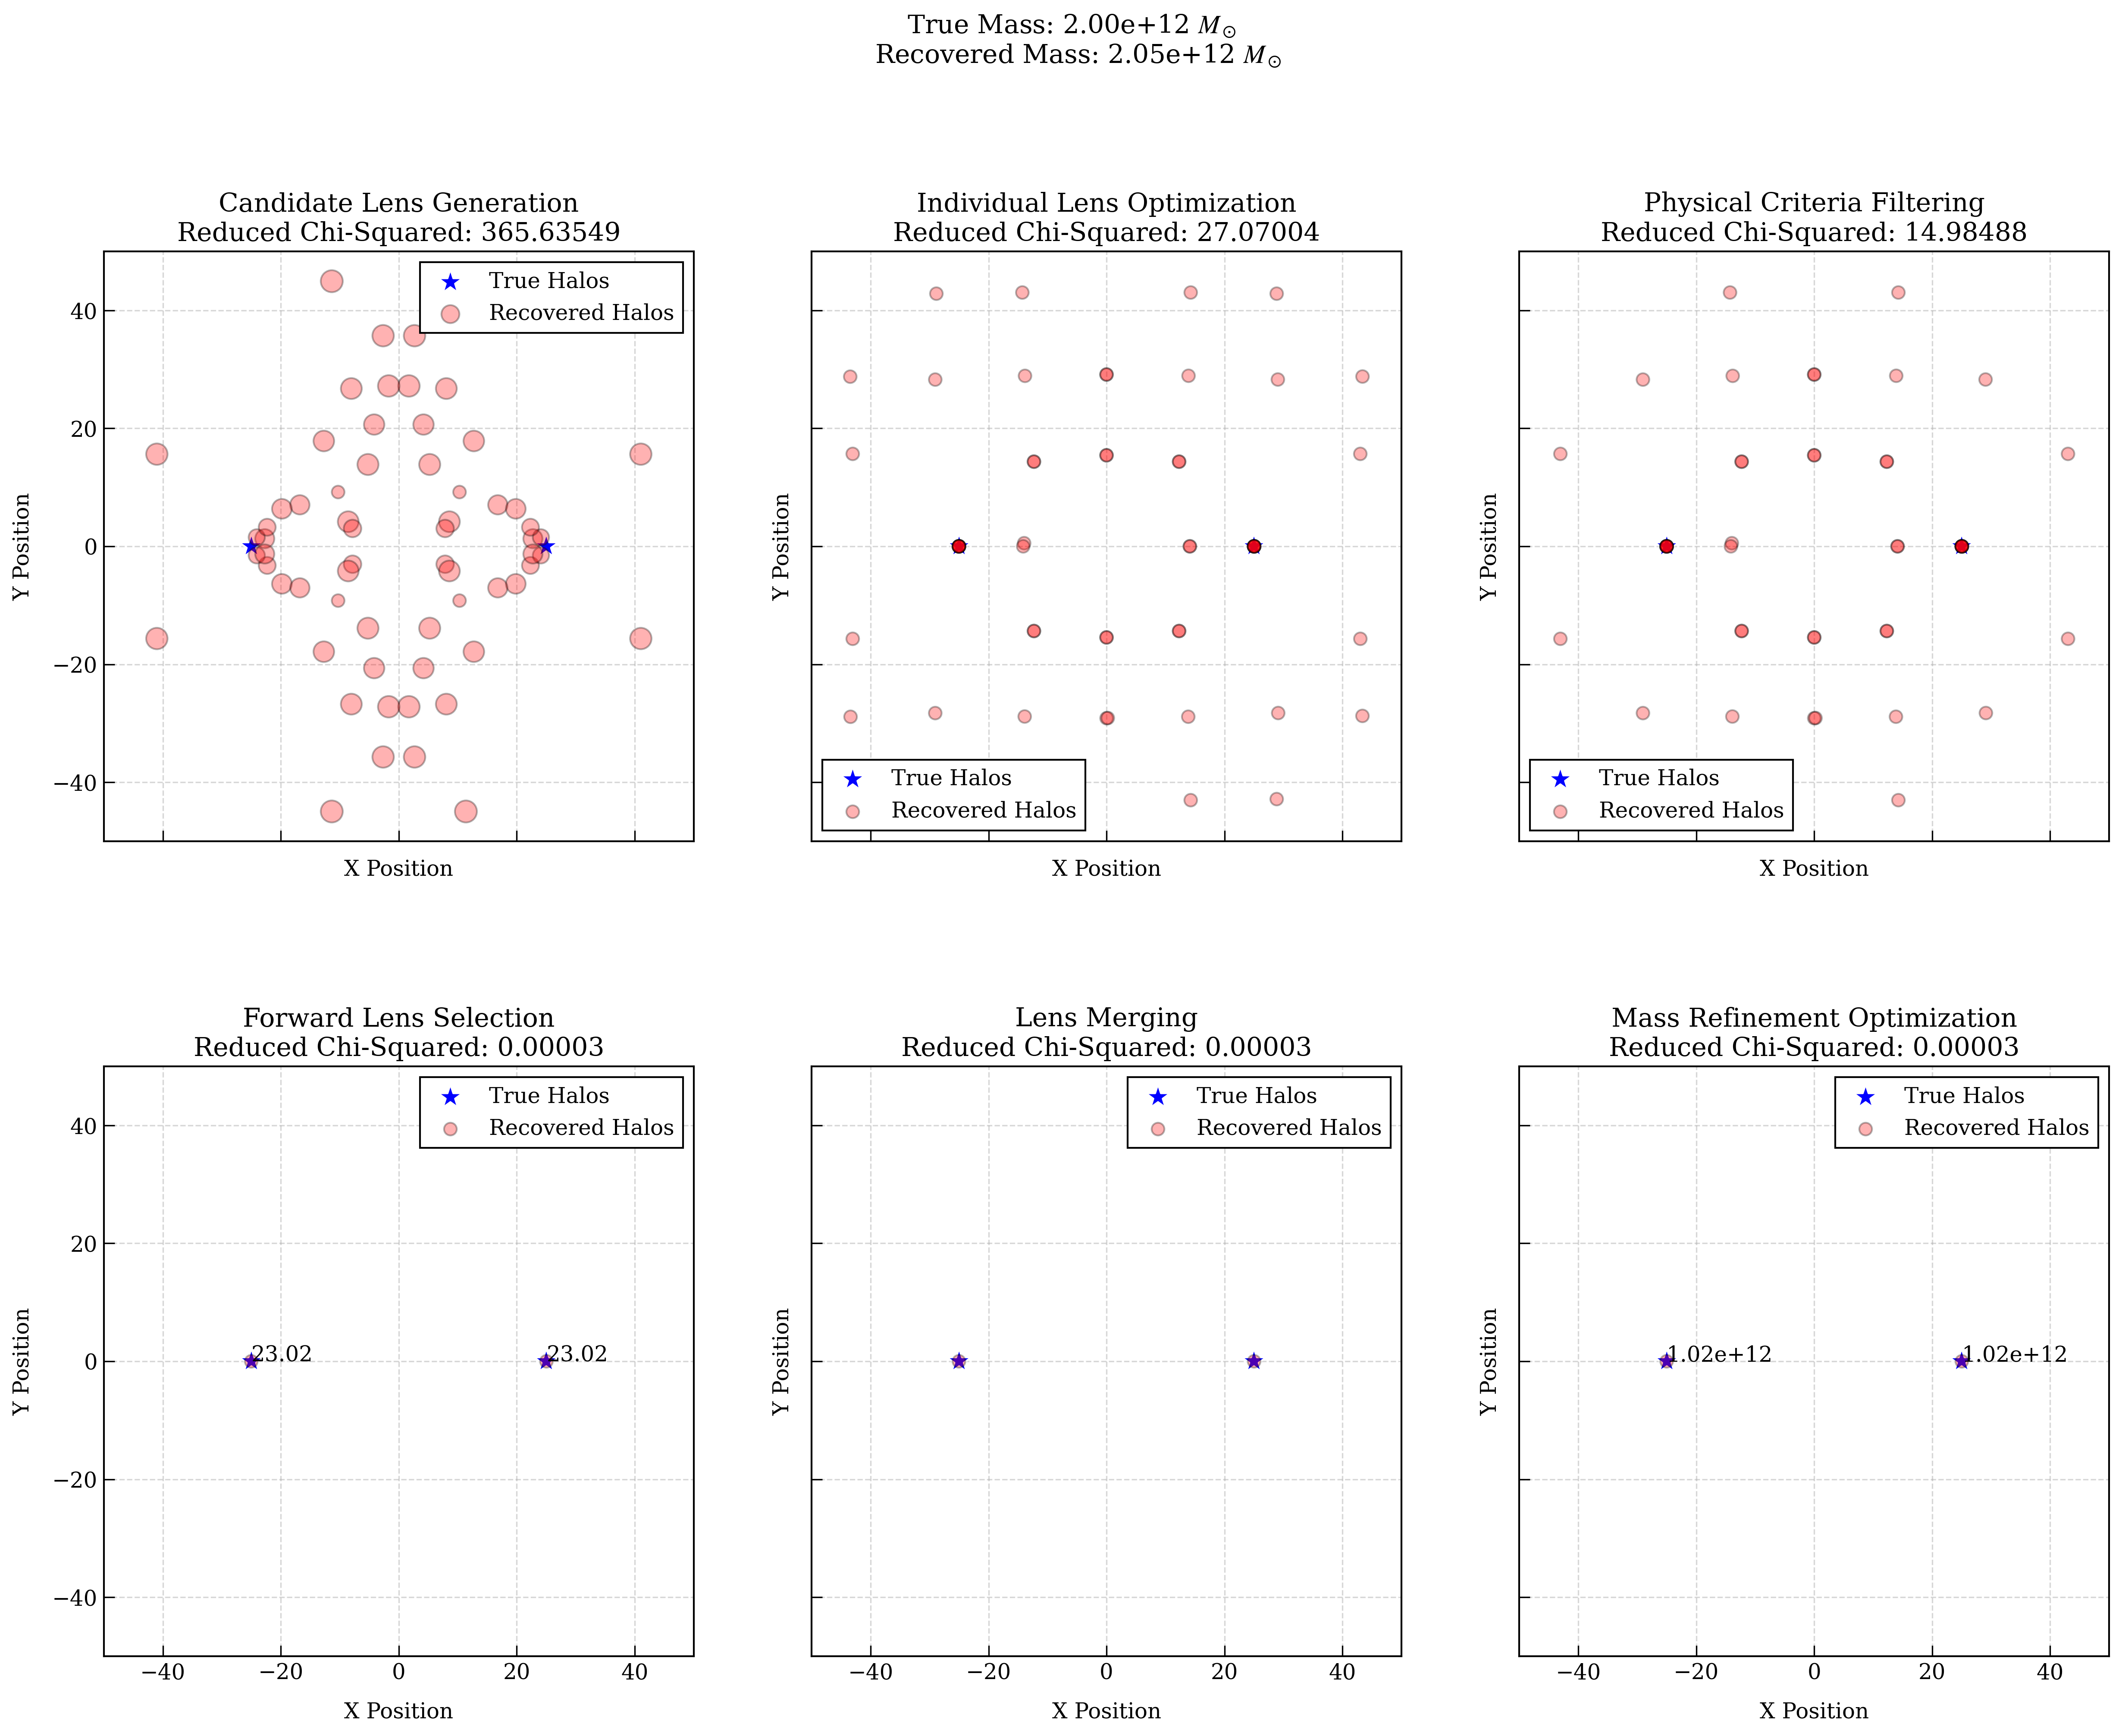 True Mass: 2.00e+12 M⊙
Recovered Mass: 2.05e+12 M⊙
Candidate Lens Generation
Reduced Chi-Squared: 365.63549
True Halos
Recovered Halos
40
20
0
−20
−40
Y Position
X Position
Individual Lens Optimization
Reduced Chi-Squared: 27.07004
True Halos
Recovered Halos
Y Position
X Position
Physical Criteria Filtering
Reduced Chi-Squared: 14.98488
True Halos
Recovered Halos
Y Position
X Position
Forward Lens Selection
Reduced Chi-Squared: 0.00003
True Halos
Recovered Halos
40
20
0
−20
−40
Y Position
23.02
23.02
−40 −20 0 20 40
X Position
Lens Merging
Reduced Chi-Squared: 0.00003
True Halos
Recovered Halos
Y Position
−40 −20 0 20 40
X Position
Mass Refinement Optimization
Reduced Chi-Squared: 0.00003
True Halos
Recovered Halos
Y Position
1.02e+12
1.02e+12
−40 −20 0 20 40
X Position